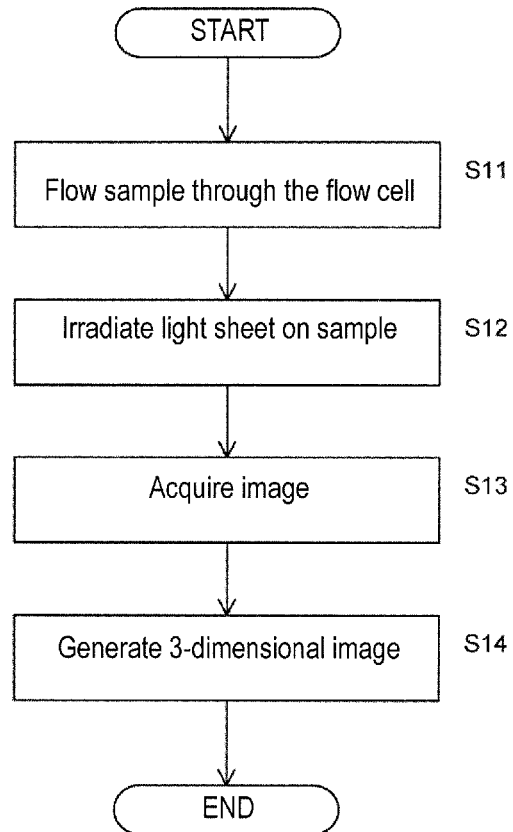 START
Flow sample through the flow cell
S11
Irradiate light sheet on sample
S12
Acquire image
S13
Generate 3-dimensional image
S14
END